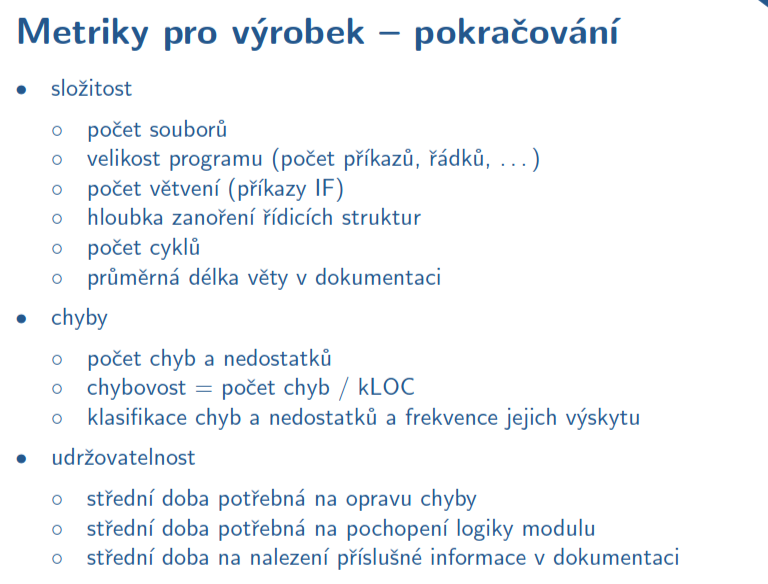 Metriky pro výrobek – pokračování
• složitost
○ počet souborů
○ velikost programu (počet příkazů, řádků, . . . )
○ počet větvení (příkazy IF)
○ hloubka zanoření řídicích struktur
○ počet cyklů
○ průměrná délka věty v dokumentaci
• chyby
○ počet chyb a nedostatků
○ chybovost = počet chyb / kLOC
○ klasifikace chyb a nedostatků a frekvence jejich výskytu
• udržovatelnost
○ střední doba potřebná na opravu chyby
○ střední doba potřebná na pochopení logiky modulu
○ střední doba na nalezení příslušné informace v dokumentaci